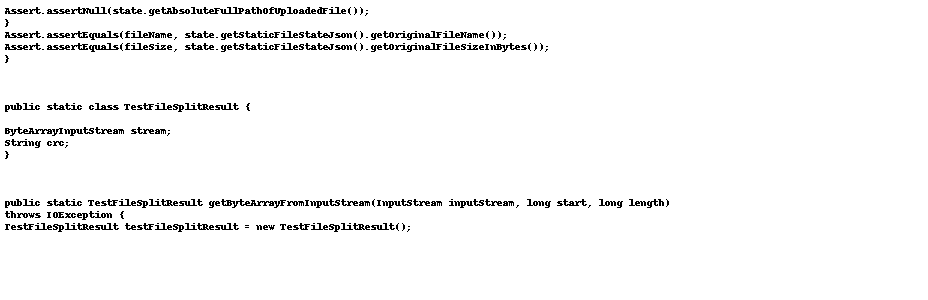 Assert.assertNull(state.getAbsoluteFullPathOfUploadedFile());
}
Assert.assertEquals(fileName, state.getStaticFileStateJson().getOriginalFileName());
Assert.assertEquals(fileSize, state.getStaticFileStateJson().getOriginalFileSizeInBytes());
}
public static class TestFileSplitResult {
ByteArrayInputStream stream;
String crc;
}
public static TestFileSplitResult getByteArrayFromInputStream(InputStream inputStream, long start, long length)
throws IOException {
TestFileSplitResult testFileSplitResult = new TestFileSplitResult();